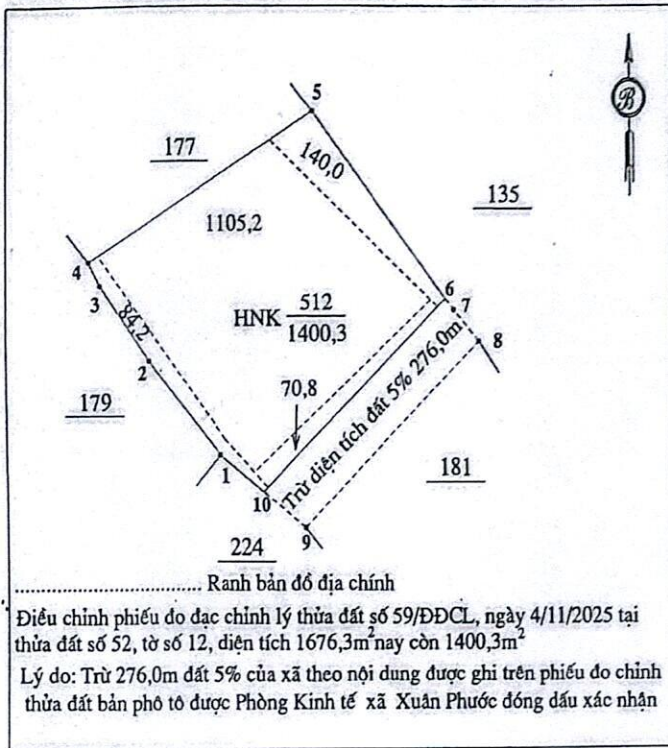 5
B
177
140,0
135
1105,2
4
6
3
7
84,2
HNK 512
1400,3
8
2
70,8
Trừ diện tích đất 5% 276,0m
179
181
1
10
9
224
Ranh bản đồ địa chính
Điều chỉnh phiếu đo đạc chỉnh lý thửa đất số 59/ĐĐCL, ngày 4/11/2025 tại
thửa đất số 52, tờ số 12, diện tích 1676,3m²nay còn 1400,3m²
Lý do: Trừ 276,0m đất 5% của xã theo nội dung được ghi trên phiếu đo chỉnh
thửa đất bản phô tô được Phòng Kinh tế xã Xuân Phước đóng dấu xác nhận